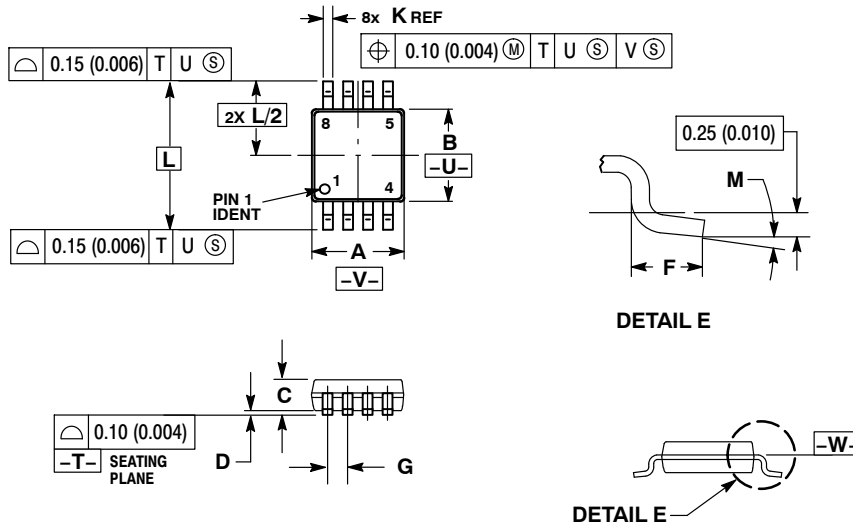 8x K REF
⌓ 0.15 (0.006) T U Ⓢ
⌖ 0.10 (0.004) Ⓜ T U Ⓢ V Ⓢ
2X L/2
8 5
B
–U–
L
PIN 1
IDENT
1 4
⌓ 0.15 (0.006) T U Ⓢ
A
–V–
0.25 (0.010)
M
F
DETAIL E
C
⌓ 0.10 (0.004)
–T– SEATING
PLANE
D
G
–W–
DETAIL E